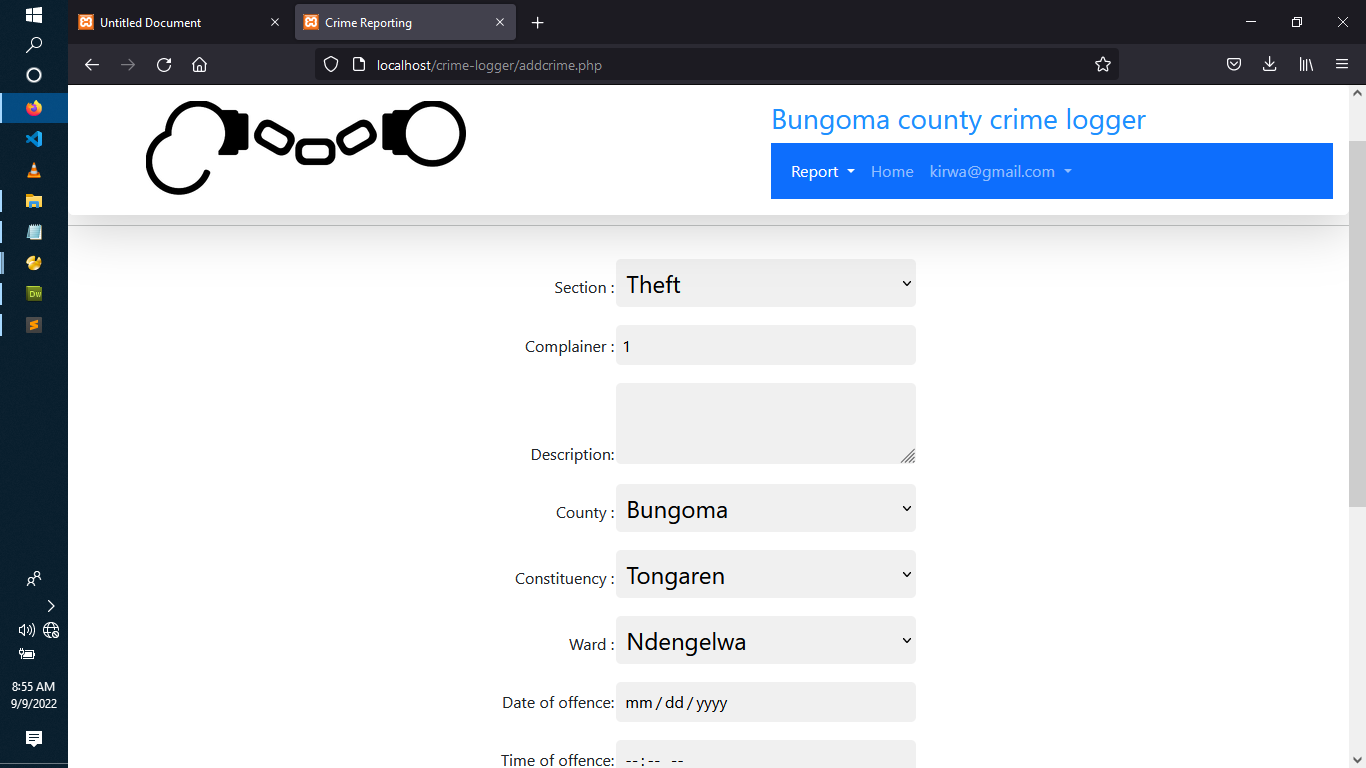 Untitled Document
Crime Reporting
localhost/crime-logger/addcrime.php
Bungoma county crime logger
Report Home kirwa@gmail.com
Section : Theft
Complainer : 1
Description:
County : Bungoma
Constituency : Tongaren
Ward : Ndengelwa
Date of offence: mm / dd / yyyy
Time of offence: --:-- --
Dw
8:55 AM
9/9/2022